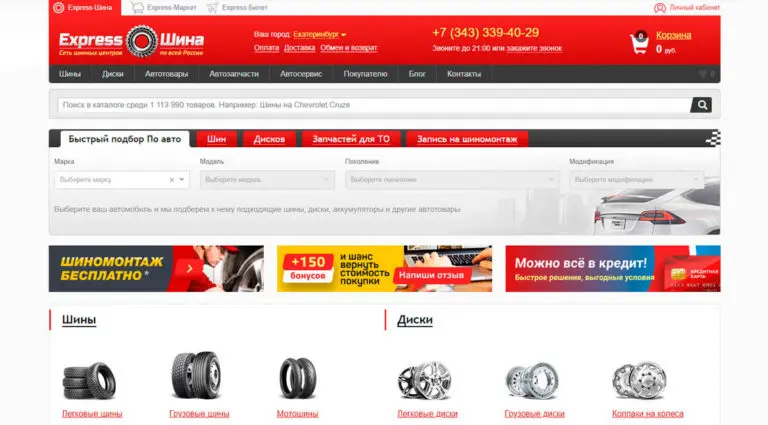 Express-Шина
Express-Маркет
Express-Билет
Личный кабинет
Express Шина
Сеть шинных центров по всей России
Ваш город: Екатеринбург
Оплата Доставка Обмен и возврат
+7 (343) 339-40-29
Звоните до 21:00 или закажите звонок
0
Корзина
0 руб.
Шины Диски Автотовары Автозапчасти Автосервис Покупателю Блог Контакты
0
Поиск в каталоге среди 1 113 990 товаров. Например: Шины на Chevrolet Cruze
Быстрый подбор По авто Шин Дисков Запчастей для ТО Запись на шиномонтаж
Марка Модель Поколение Модификация
Выберите марку Выберите модель Выберите поколение Выберите модификацию
Выберите ваш автомобиль и мы подберем к нему подходящие шины, диски, аккумуляторы и другие автотовары
ШИНОМОНТАЖ
БЕСПЛАТНО*
+150
бонусов
и шанс
вернуть
стоимость
покупки
Напиши отзыв
Можно всё в кредит!
Быстрое решение, выгодные условия
КРЕДИТНАЯ
КАРТА
Шины
Диски
Легковые шины
Грузовые шины
Мотошины
Легковые диски
Грузовые диски
Колпаки на колеса